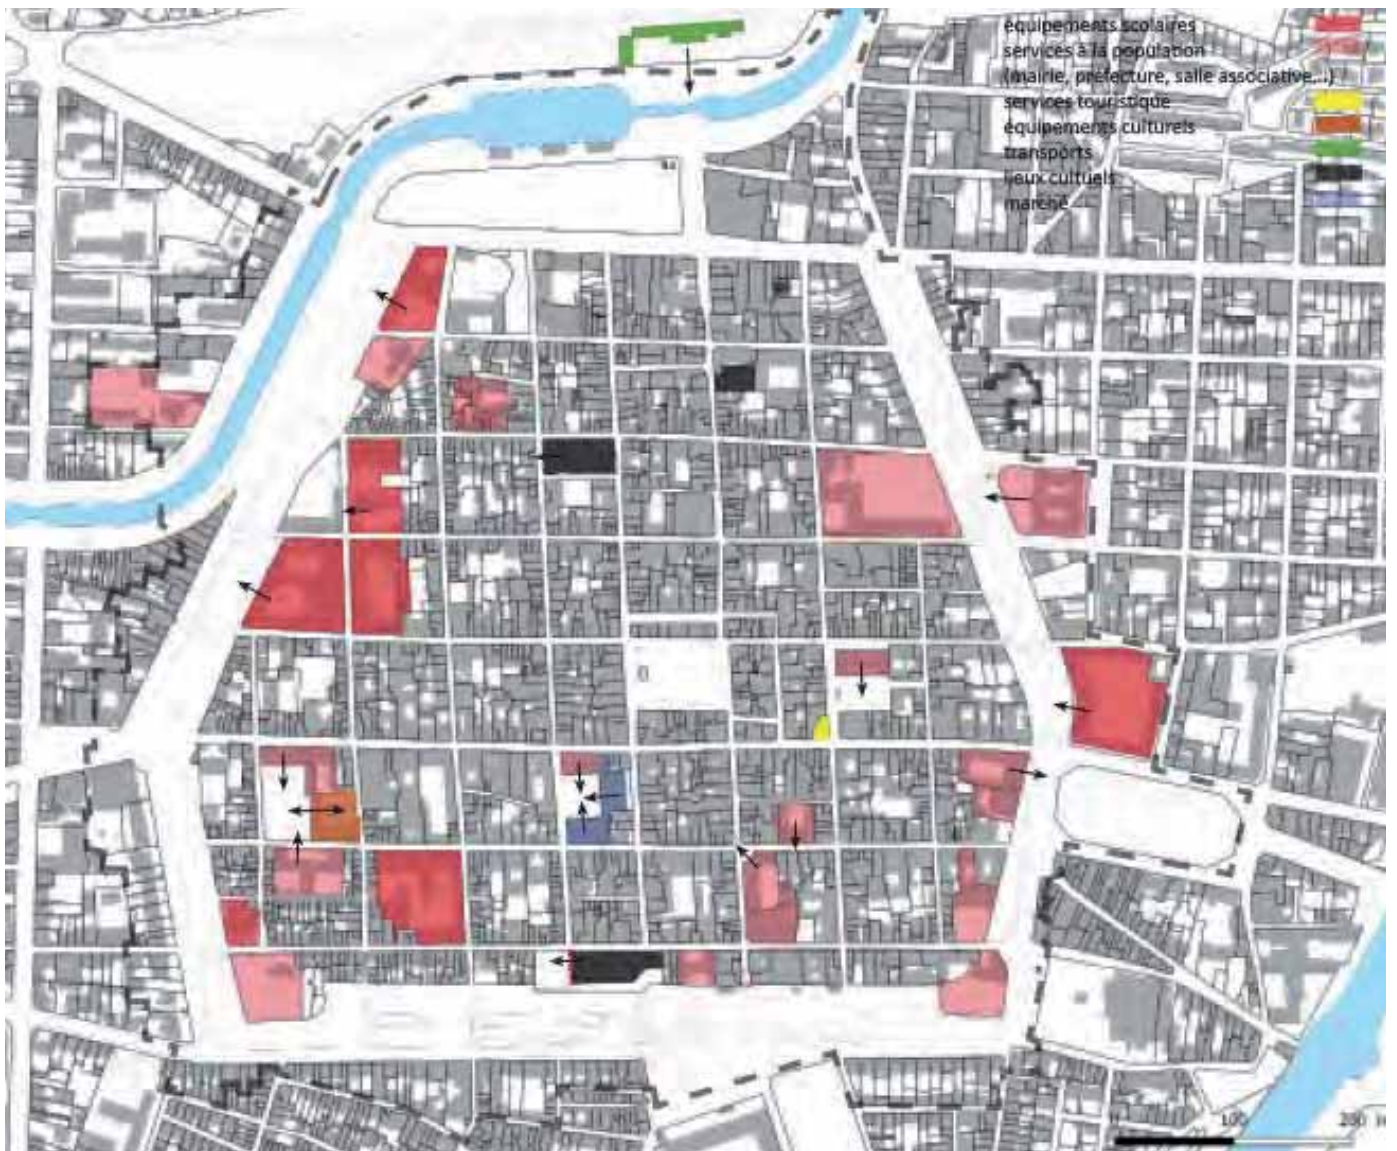 équipements scolaires
services à la population
(mairie, préfecture, salle associative,..)
services touristique
équipements culturels
transports
lieux cultuels
marché
100
200